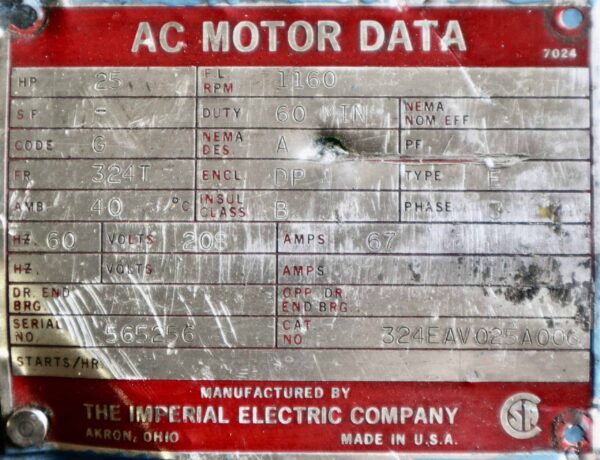 AC MOTOR DATA
7024
HP 25 F.L. RPM 1160
S.F. - DUTY 60 MIN NEMA NOM.EFF
CODE G NEMA DES. A PF
FR 324T ENCL DP TYPE E
AMB 40 °C INSUL CLASS B PHASE
HZ. 60 VOLTS 208 AMPS 67
HZ. VOLTS AMPS
DR. END BRG. OPP. DR. END BRG.
SERIAL NO 565256 CAT NO 324EAV025A00
STARTS/HR.
MANUFACTURED BY
THE IMPERIAL ELECTRIC COMPANY
AKRON, OHIO MADE IN U.S.A.